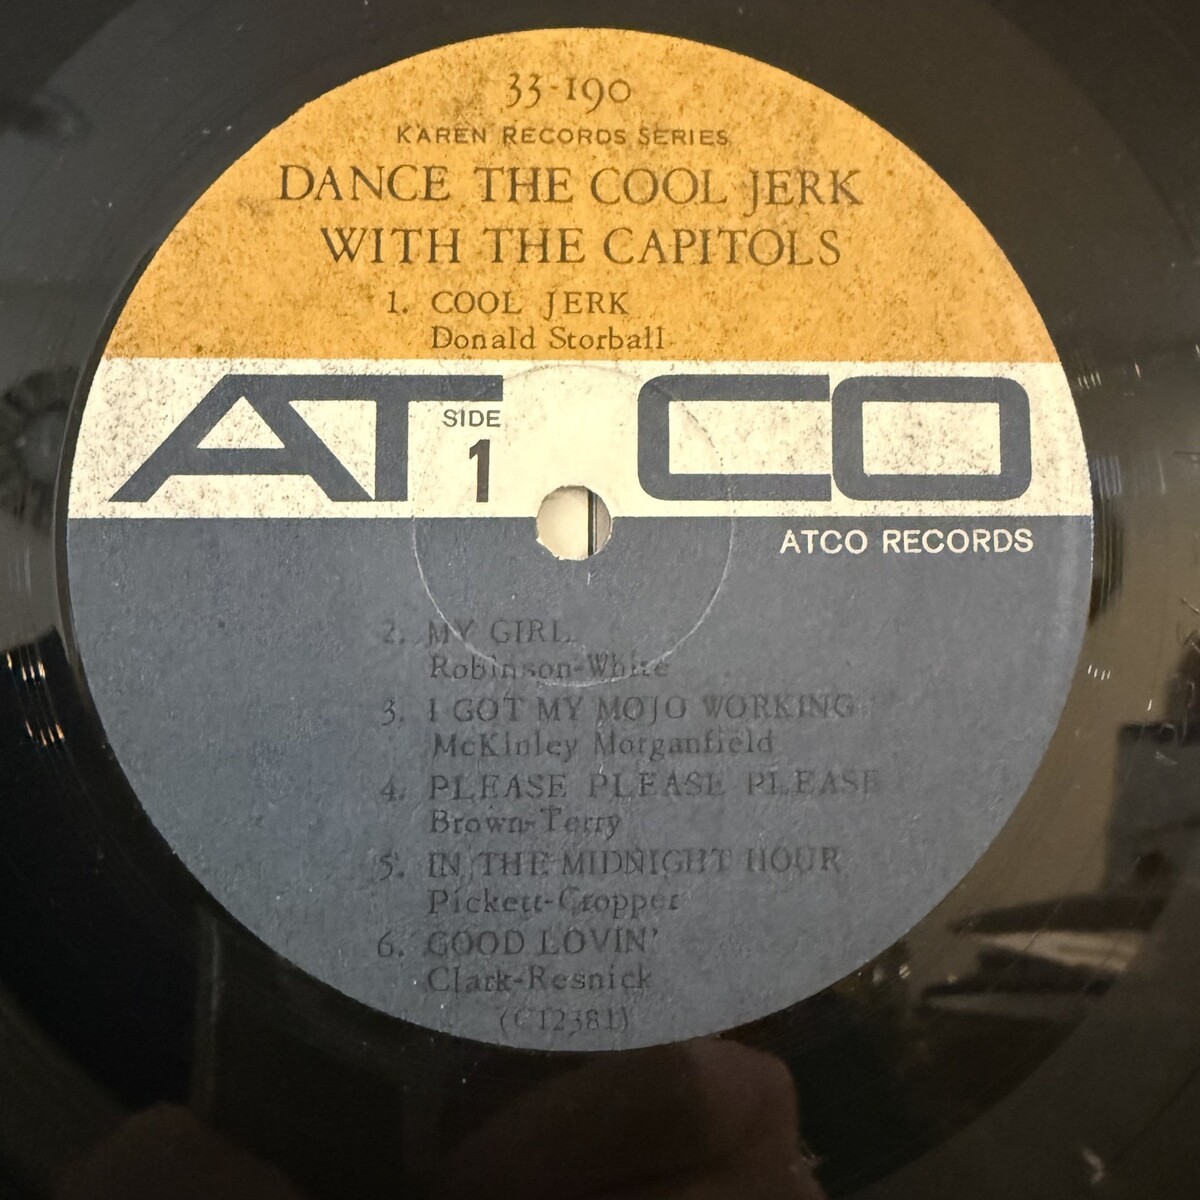 33-190
KAREN RECORDS SERIES
DANCE THE COOL JERK
WITH THE CAPITOLS
1. COOL JERK
Donald Storball
ATCO
SIDE
1
ATCO RECORDS
2. MY GIRL
Robinson-White
3. I GOT MY MOJO WORKING
McKinley Morganfield
4. PLEASE PLEASE PLEASE
Brown-Terry
5. IN THE MIDNIGHT HOUR
Pickett-Cropper
6. GOOD LOVIN'
Clark-Resnick
(CT2381)